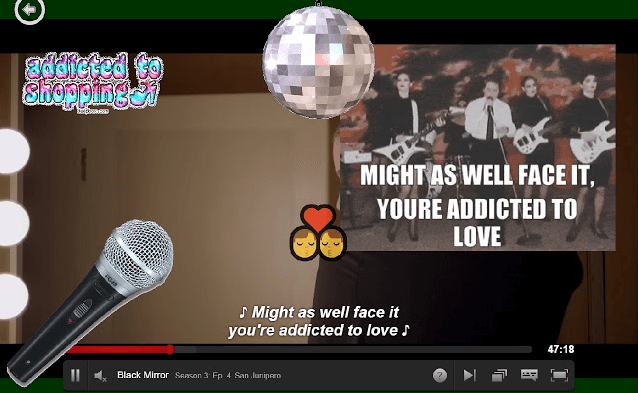 addicted to
shopping
MIGHT AS WELL FACE IT,
YOURE ADDICTED TO
LOVE
♪ Might as well face it
you're addicted to love ♪
47:18
Black Mirror Season 3: Ep. 4 San Junipero
?